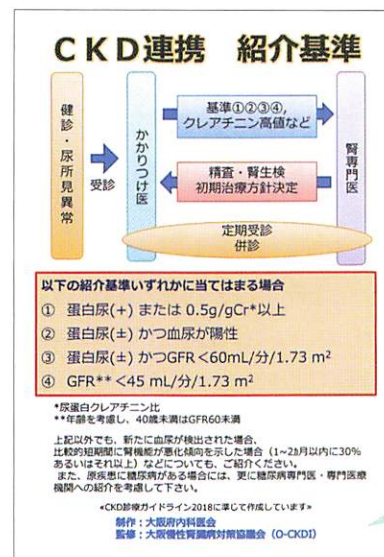 CKD連携 紹介基準
健診・尿所見異常
受診
かかりつけ医
基準①②③④,
クレアチニン高値など
精査・腎生検
初期治療方針決定
腎専門医
定期受診
併診
以下の紹介基準いずれかに当てはまる場合
① 蛋白尿(+) または 0.5g/gCr*以上
② 蛋白尿(±) かつ血尿が陽性
③ 蛋白尿(±) かつGFR<60mL/分/1.73 m²
④ GFR** <45 mL/分/1.73 m²
*尿蛋白クレアチニン比
**年齢を考慮し、40歳未満はGFR60未満
上記以外でも、新たに血尿が検出された場合、
比較的短期間に腎機能が悪化傾向を示した場合（1~2ヵ月以内に30%
あるいはそれ以上）などについても、ご紹介ください。
また、原疾患に糖尿病がある場合には、更に糖尿病専門医・専門医療
機関への紹介を考慮して下さい。
<CKD診療ガイドライン2018に準じて作成しています>
制作：大阪府内科医会
監修：大阪慢性腎臓病対策協議会（O-CKDI）